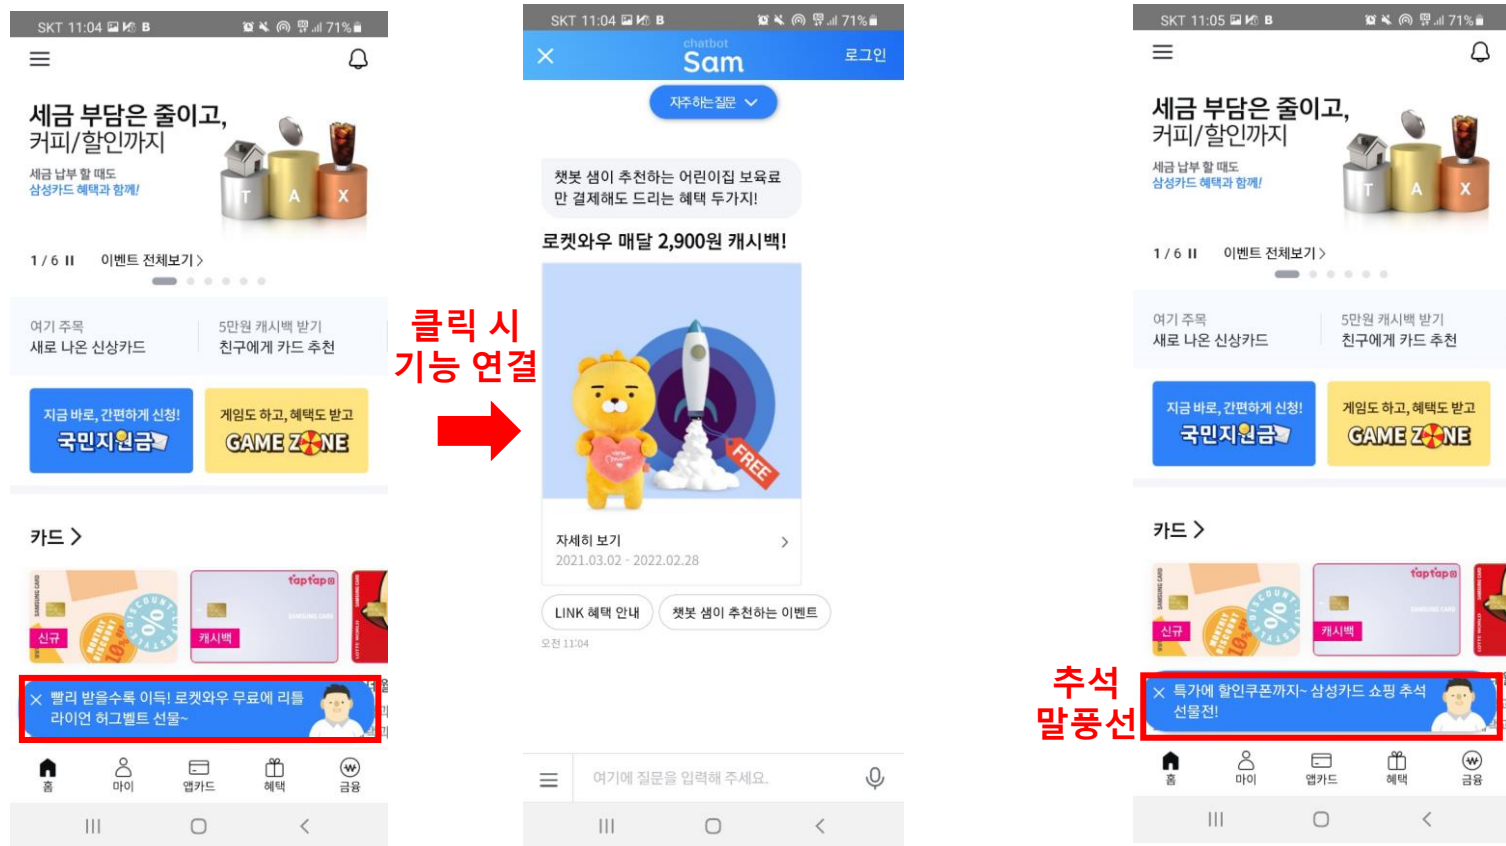 SKT 11:04 B 71%
세금 부담은 줄이고,
커피/할인까지
세금 납부 할 때도
삼성카드 혜택과 함께!
T A X
1 / 6 II 이벤트 전체보기 >
여기 주목
새로 나온 신상카드
5만원 캐시백 받기
친구에게 카드 추천
지금 바로, 간편하게 신청!
국민지원금
게임도 하고, 혜택도 받고
GAME ZONE
카드 >
SAMSUNG CARD
MONTHLY DISCOUNT 10%
DISCOUNT
LIFESTYLE
%
신규
taptap
SAMSUNG CARD
캐시백
× 빨리 받을수록 이득! 로켓와우 무료에 리틀
라이언 허그벨트 선물~
홈 마이 앱카드 혜택 금융
클릭 시
기능 연결
SKT 11:04 B 71%
× chatbot
Sam
로그인
자주하는질문
챗봇 샘이 추천하는 어린이집 보육료
만 결제해도 드리는 혜택 두가지!
로켓와우 매달 2,900원 캐시백!
FREE
자세히 보기 >
2021.03.02 - 2022.02.28
LINK 혜택 안내
챗봇 샘이 추천하는 이벤트
오전 11:04
여기에 질문을 입력해 주세요.
SKT 11:05 B 71%
세금 부담은 줄이고,
커피/할인까지
세금 납부 할 때도
삼성카드 혜택과 함께!
T A X
1 / 6 II 이벤트 전체보기 >
여기 주목
새로 나온 신상카드
5만원 캐시백 받기
친구에게 카드 추천
지금 바로, 간편하게 신청!
국민지원금
게임도 하고, 혜택도 받고
GAME ZONE
카드 >
SAMSUNG CARD
MONTHLY DISCOUNT 10%
DISCOUNT
LIFESTYLE
%
신규
taptap
SAMSUNG CARD
캐시백
추석
말풍선
× 특가에 할인쿠폰까지~ 삼성카드 쇼핑 추석
선물전!
홈 마이 앱카드 혜택 금융